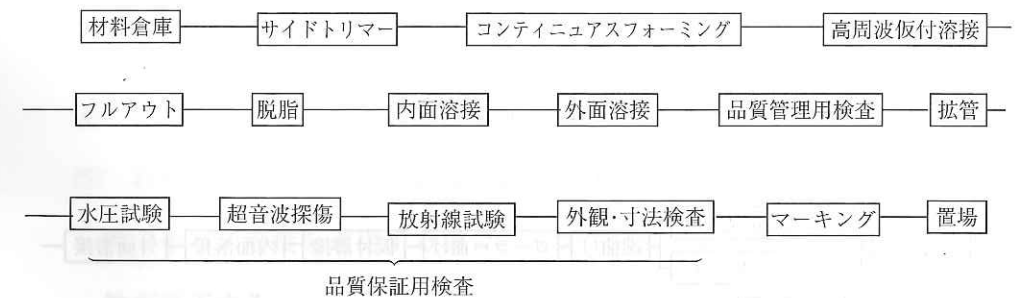 材料倉庫 サイドトリマー コンティニュアスフォーミング 高周波仮付溶接
フルアウト 脱脂 内面溶接 外面溶接 品質管理用検査 拡管
水圧試験 超音波探傷 放射線試験 外観・寸法検査 マーキング 置場
品質保証用検査